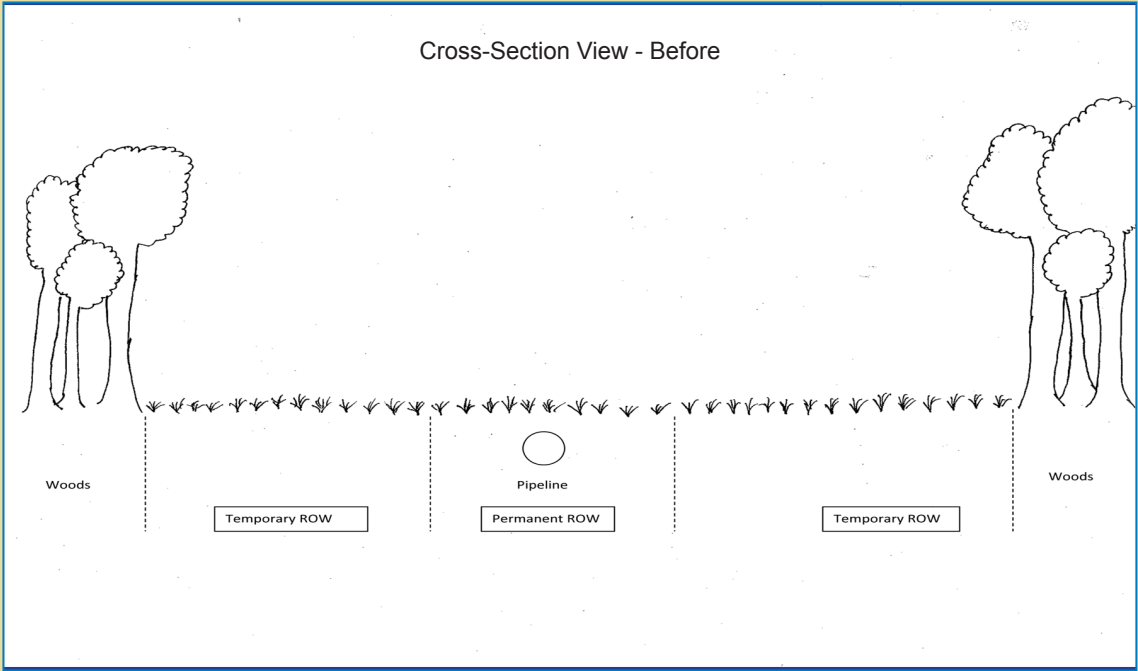 Cross-Section View - Before
Woods
Pipeline
Woods
Temporary ROW
Permanent ROW
Temporary ROW